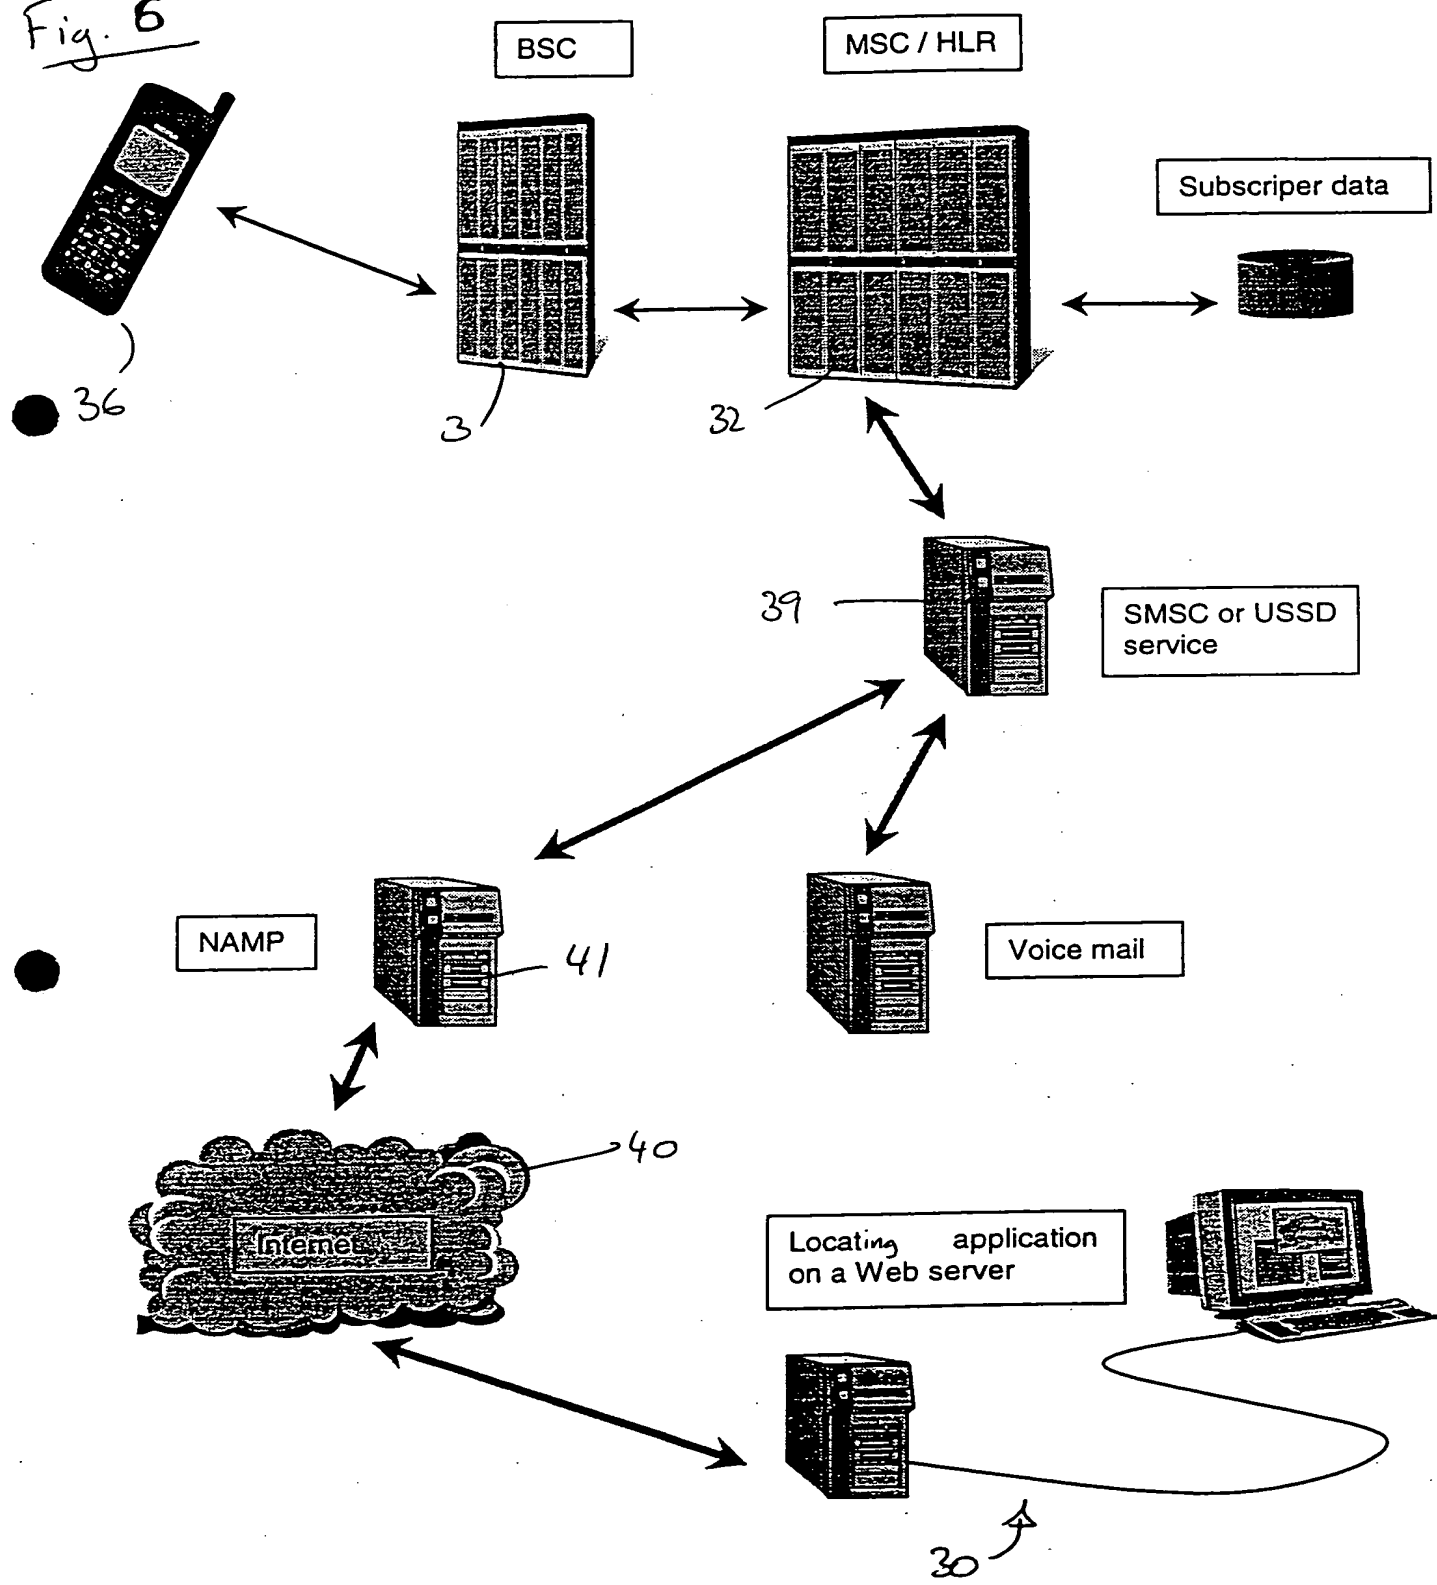 Fig. 6
BSC
MSC / HLR
Subscriper data
36
3
32
39
SMSC or USSD
service
NAMP
41
Voice mail
40
Internet
Locating application
on a Web server
30